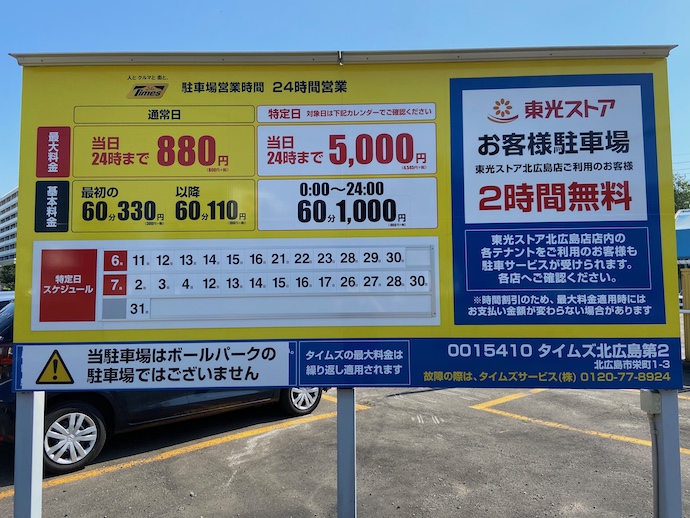 人とクルマと街と。
Times
駐車場営業時間 24時間営業
通常日
特定日 対象日は下記カレンダーでご確認ください
最大料金
当日
24時まで 880円
当日
24時まで 5,000円
基本料金
最初の 以降
60分330円 60分110円
0:00～24:00
60分1,000円
特定日
スケジュール
6月 11日 12日 13日 14日 15日 16日 21日 22日 23日 28日 29日 30日
7月 2日 3日 4日 12日 13日 14日 15日 16日 26日 27日 28日 30日
31日
東光ストア
お客様駐車場
東光ストア北広島店ご利用のお客様
2時間無料
東光ストア北広島店店内の
各テナントをご利用のお客様も
駐車サービスが受けられます。
各店へご確認ください。
※時間割引のため、最大料金適用時には
お支払い金額が変わらない場合があります
当駐車場はボールパークの
駐車場ではございません
タイムズの最大料金は
繰り返し適用されます
0015410 タイムズ北広島第2
北広島市栄町1-3
故障の際は、タイムズサービス(株) 0120-77-8924